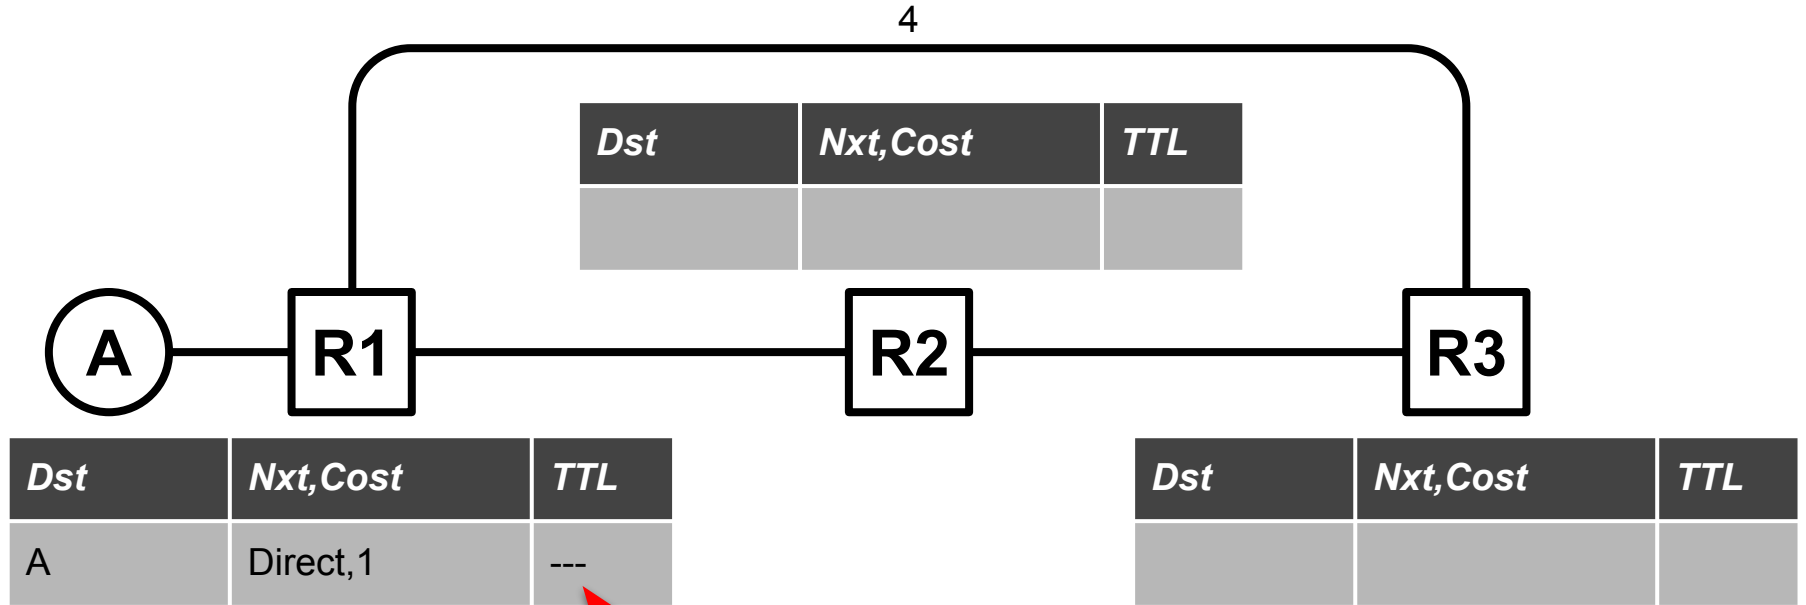 4
Dst Nxt,Cost TTL
A R1 R2 R3
Dst Nxt,Cost TTL
A Direct,1 ---
Dst Nxt,Cost TTL